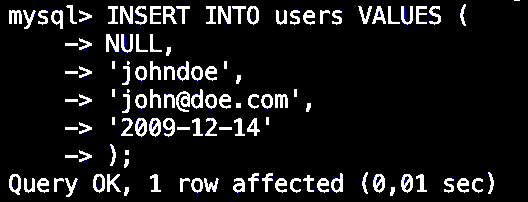 mysql> INSERT INTO users VALUES (
    -> NULL,
    -> 'johndoe',
    -> 'john@doe.com',
    -> '2009-12-14'
    -> );
Query OK, 1 row affected (0,01 sec)